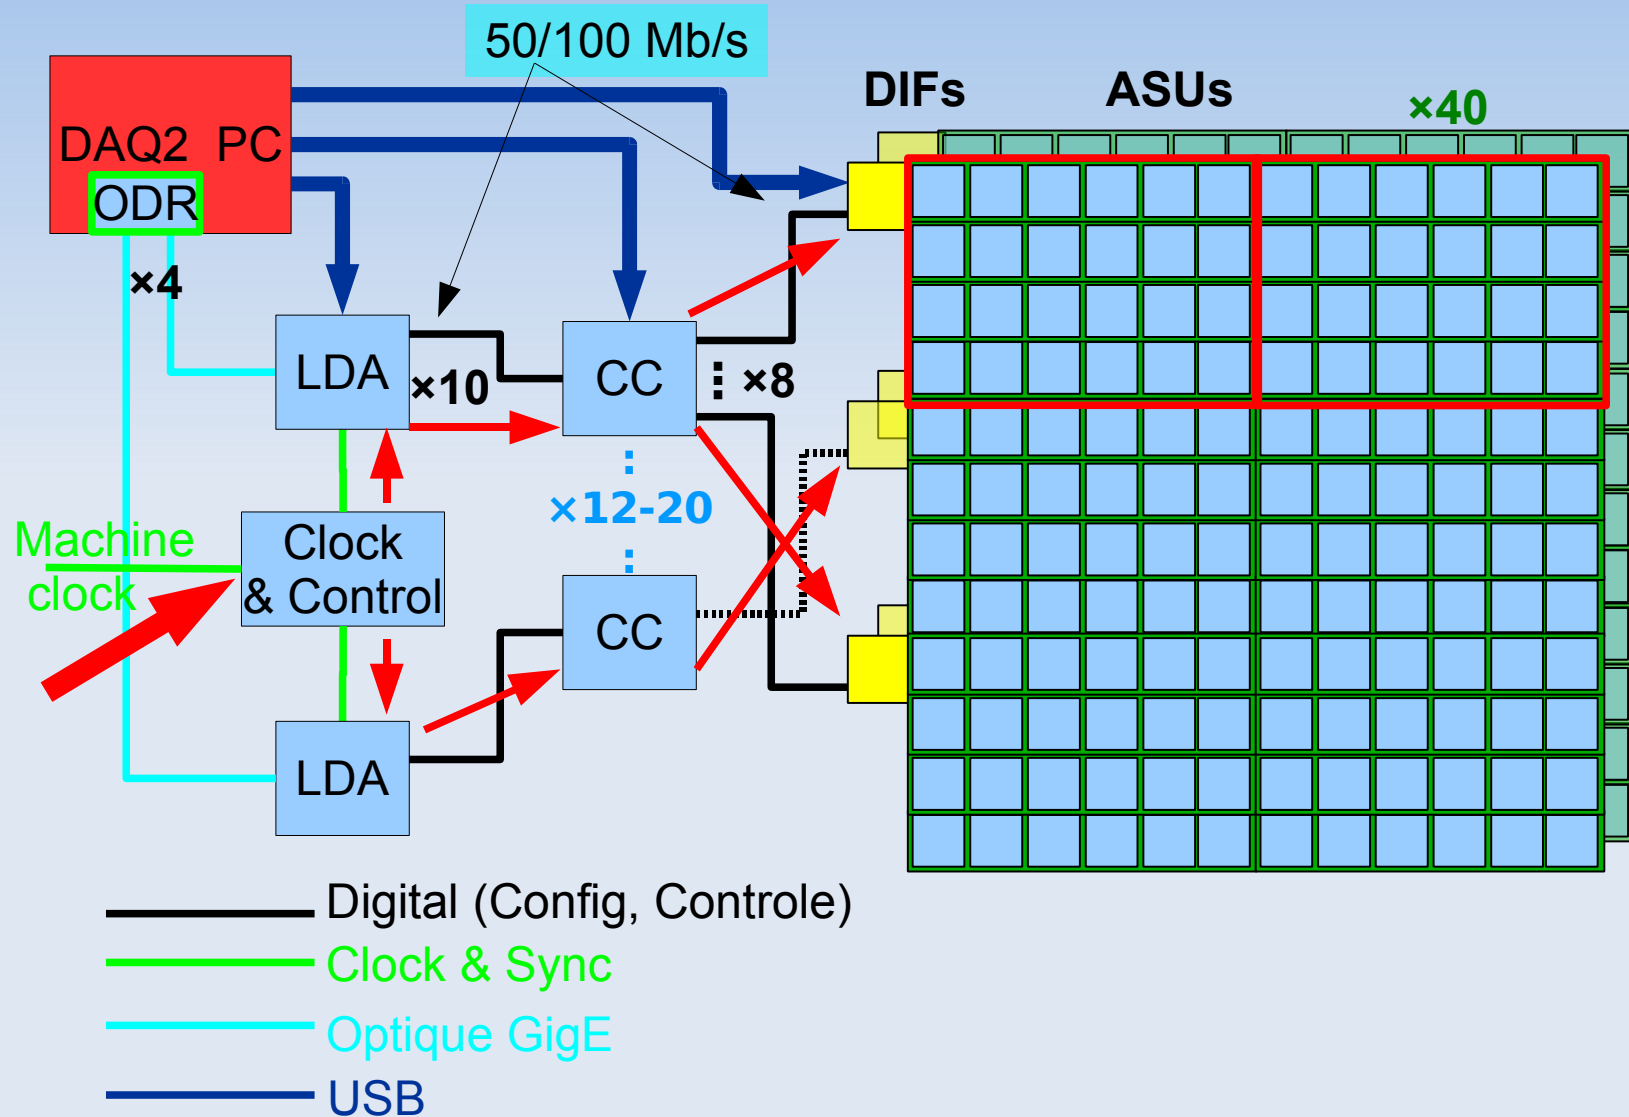 50/100 Mb/s
DIFs
ASUs
×40
DAQ2 PC
ODR
×4
LDA
×10
CC
⋮ ×8
⋮
×12-20
⋮
Machine
clock
Clock
& Control
CC
LDA
Digital (Config, Controle)
Clock & Sync
Optique GigE
USB